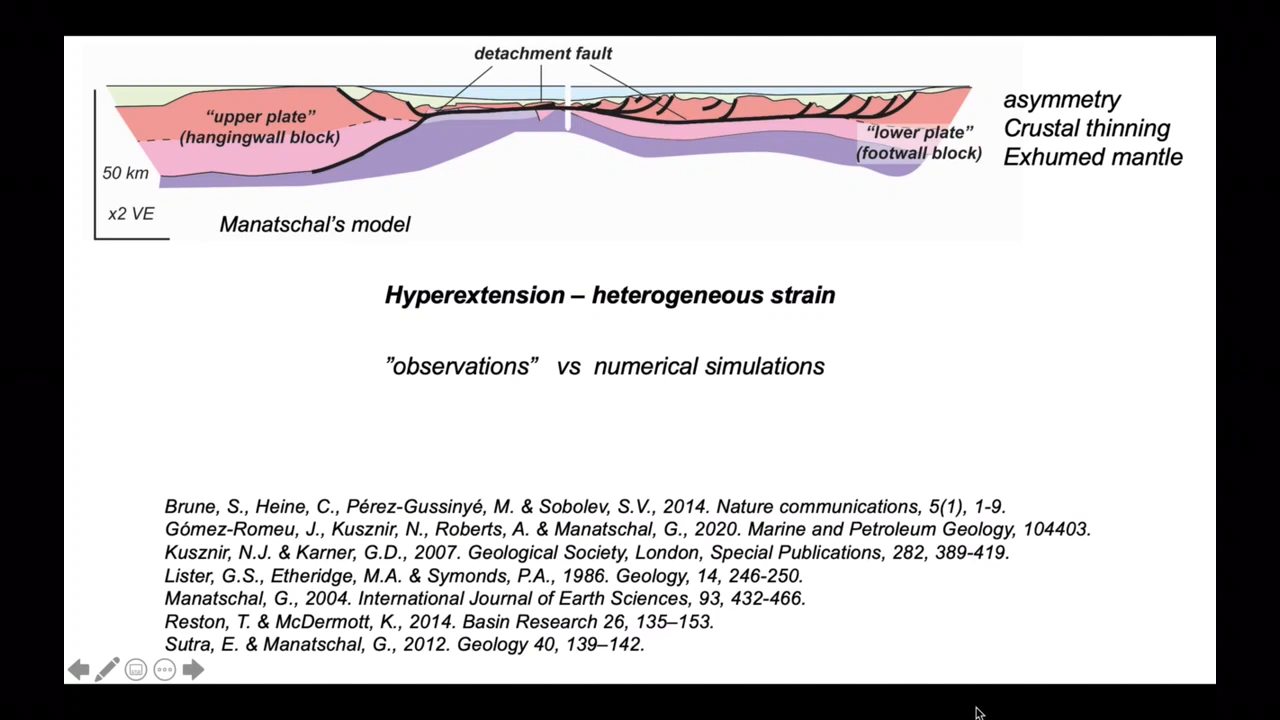 detachment fault
“upper plate”
(hangingwall block)
“lower plate”
(footwall block)
50 km
x2 VE
asymmetry
Crustal thinning
Exhumed mantle
Manatschal’s model
Hyperextension – heterogeneous strain
”observations” vs numerical simulations
Brune, S., Heine, C., Pérez-Gussinyé, M. & Sobolev, S.V., 2014. Nature communications, 5(1), 1-9.
Gómez-Romeu, J., Kusznir, N., Roberts, A. & Manatschal, G., 2020. Marine and Petroleum Geology, 104403.
Kusznir, N.J. & Karner, G.D., 2007. Geological Society, London, Special Publications, 282, 389-419.
Lister, G.S., Etheridge, M.A. & Symonds, P.A., 1986. Geology, 14, 246-250.
Manatschal, G., 2004. International Journal of Earth Sciences, 93, 432-466.
Reston, T. & McDermott, K., 2014. Basin Research 26, 135–153.
Sutra, E. & Manatschal, G., 2012. Geology 40, 139–142.